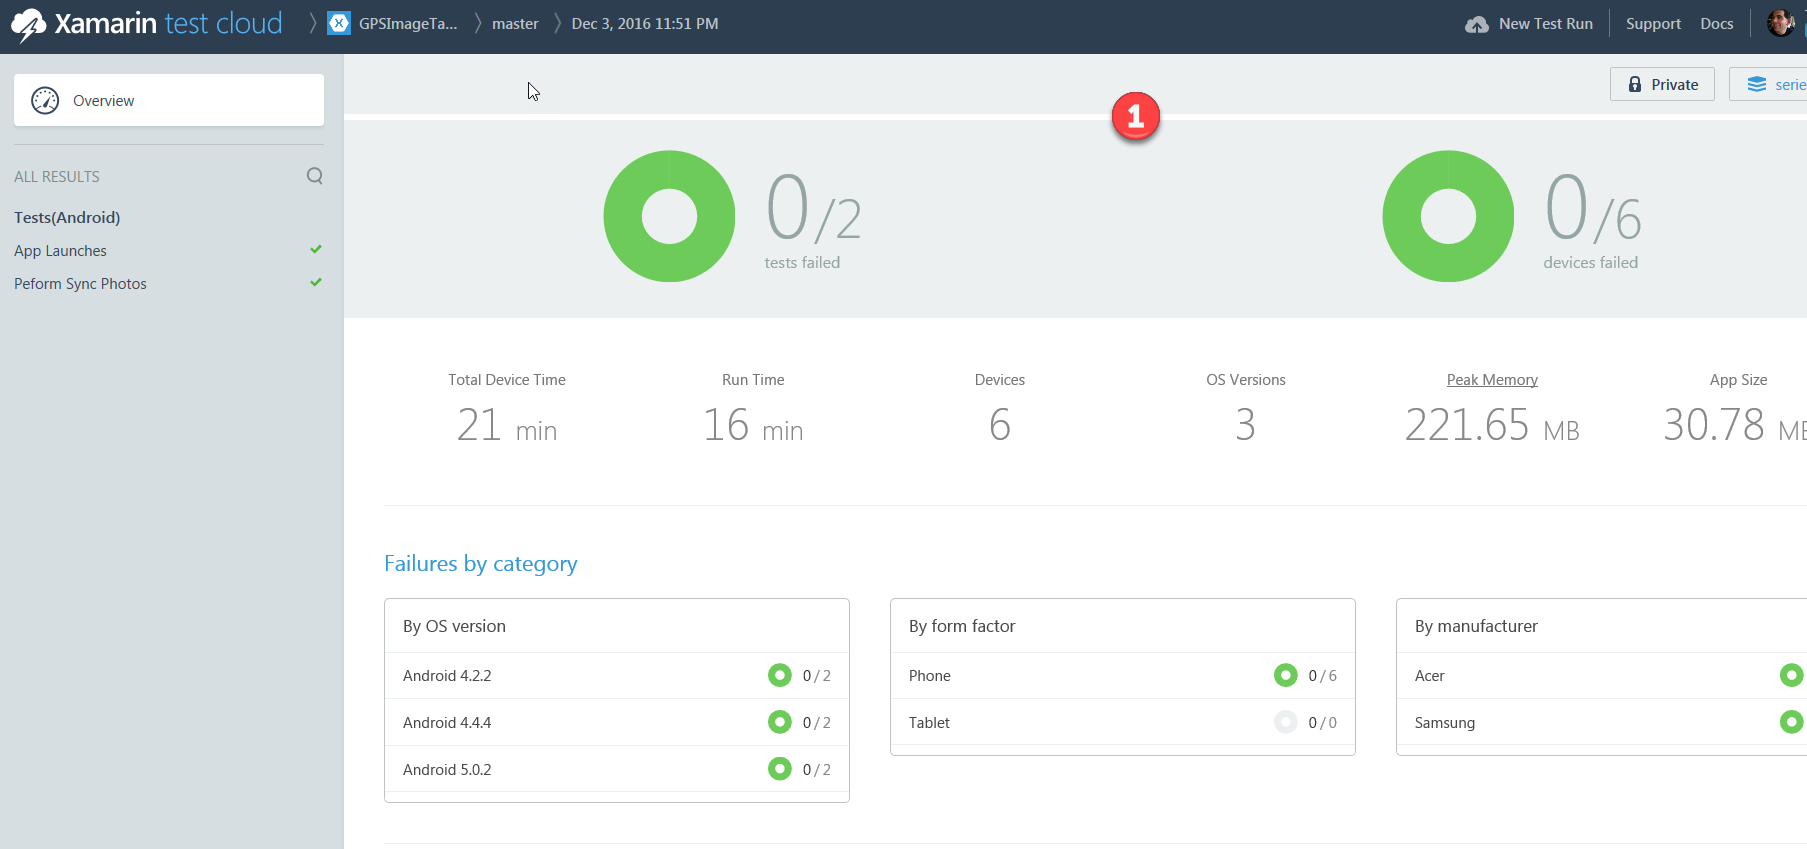 Xamarin test cloud
GPSImageTa...
master
Dec 3, 2016 11:51 PM
New Test Run
Support
Docs
Overview
Private
serie
1
ALL RESULTS
Tests(Android)
App Launches
Peform Sync Photos
0/2
tests failed
0/6
devices failed
Total Device Time
21 min
Run Time
16 min
Devices
6
OS Versions
3
Peak Memory
221.65 MB
App Size
30.78 MB
Failures by category
By OS version
Android 4.2.2 0 / 2
Android 4.4.4 0 / 2
Android 5.0.2 0 / 2
By form factor
Phone 0 / 6
Tablet 0 / 0
By manufacturer
Acer
Samsung